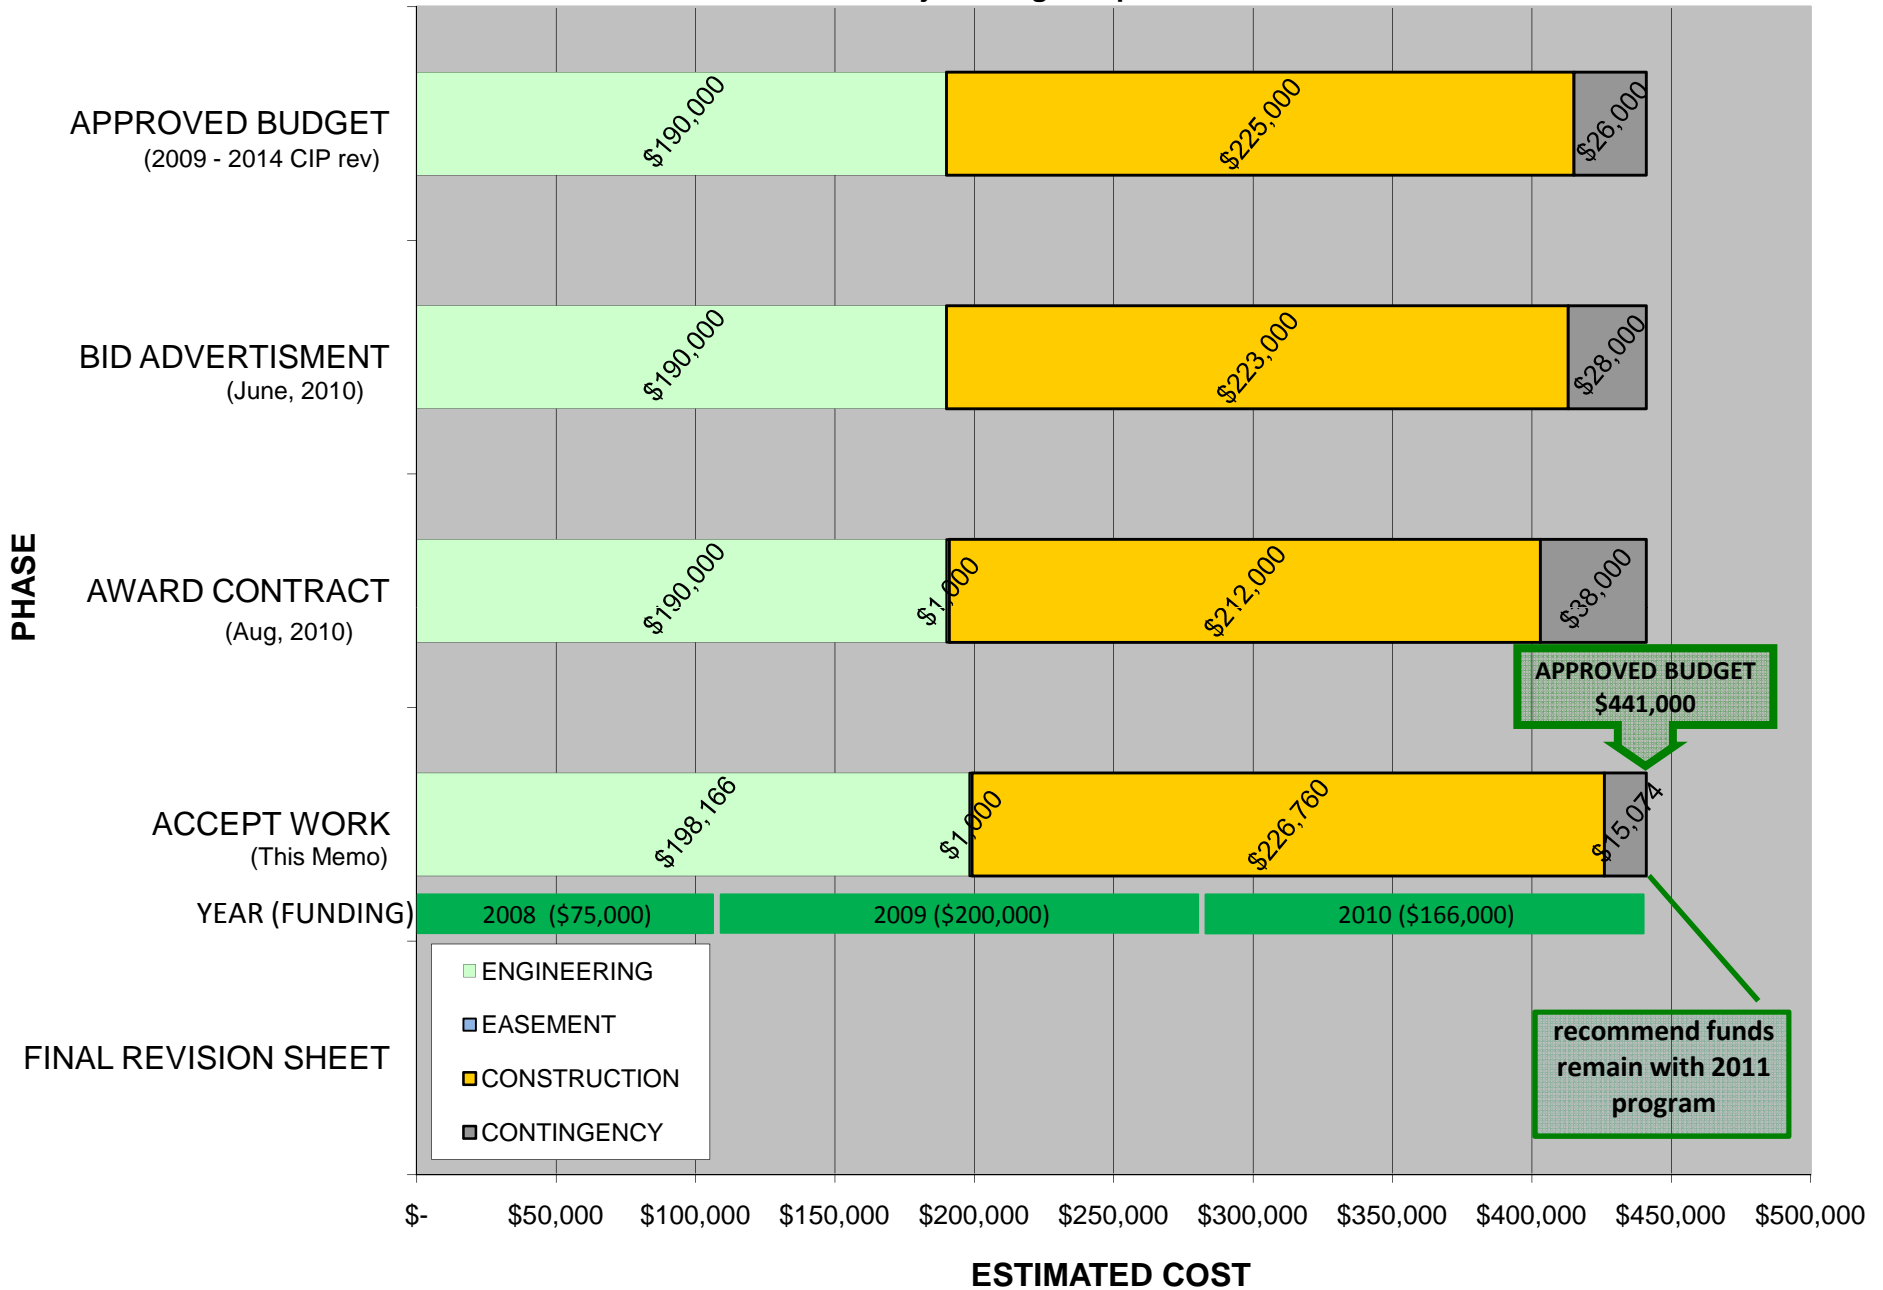 APPROVED BUDGET
(2009 - 2014 CIP rev)
$190,000
$225,000
$26,000
BID ADVERTISMENT
(June, 2010)
$190,000
$223,000
$28,000
PHASE
AWARD CONTRACT
(Aug, 2010)
$190,000
$1,000
$212,000
$38,000
APPROVED BUDGET
$441,000
ACCEPT WORK
(This Memo)
$198,166
$1,000
$226,760
$15,074
YEAR (FUNDING)
2008 ($75,000)
2009 ($200,000)
2010 ($166,000)
ENGINEERING
EASEMENT
CONSTRUCTION
CONTINGENCY
recommend funds
remain with 2011
program
FINAL REVISION SHEET
$-
$50,000
$100,000
$150,000
$200,000
$250,000
$300,000
$350,000
$400,000
$450,000
$500,000
ESTIMATED COST